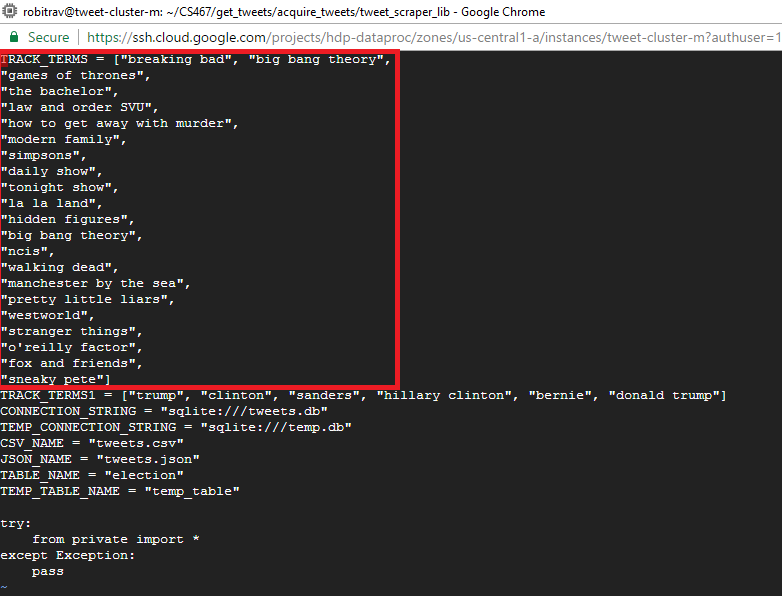 robitrav@tweet-cluster-m: ~/CS467/get_tweets/acquire_tweets/tweet_scraper_lib - Google Chrome
Secure | https://ssh.cloud.google.com/projects/hdp-dataproc/zones/us-central1-a/instances/tweet-cluster-m?authuser=1
TRACK_TERMS = ["breaking bad", "big bang theory",
"games of thrones",
"the bachelor",
"law and order SVU",
"how to get away with murder",
"modern family",
"simpsons",
"daily show",
"tonight show",
"la la land",
"hidden figures",
"big bang theory",
"ncis",
"walking dead",
"manchester by the sea",
"pretty little liars",
"westworld",
"stranger things",
"o'reilly factor",
"fox and friends",
"sneaky pete"]
TRACK_TERMS1 = ["trump", "clinton", "sanders", "hillary clinton", "bernie", "donald trump"]
CONNECTION_STRING = "sqlite:///tweets.db"
TEMP_CONNECTION_STRING = "sqlite:///temp.db"
CSV_NAME = "tweets.csv"
JSON_NAME = "tweets.json"
TABLE_NAME = "election"
TEMP_TABLE_NAME = "temp_table"
try:
    from private import *
except Exception:
    pass
~